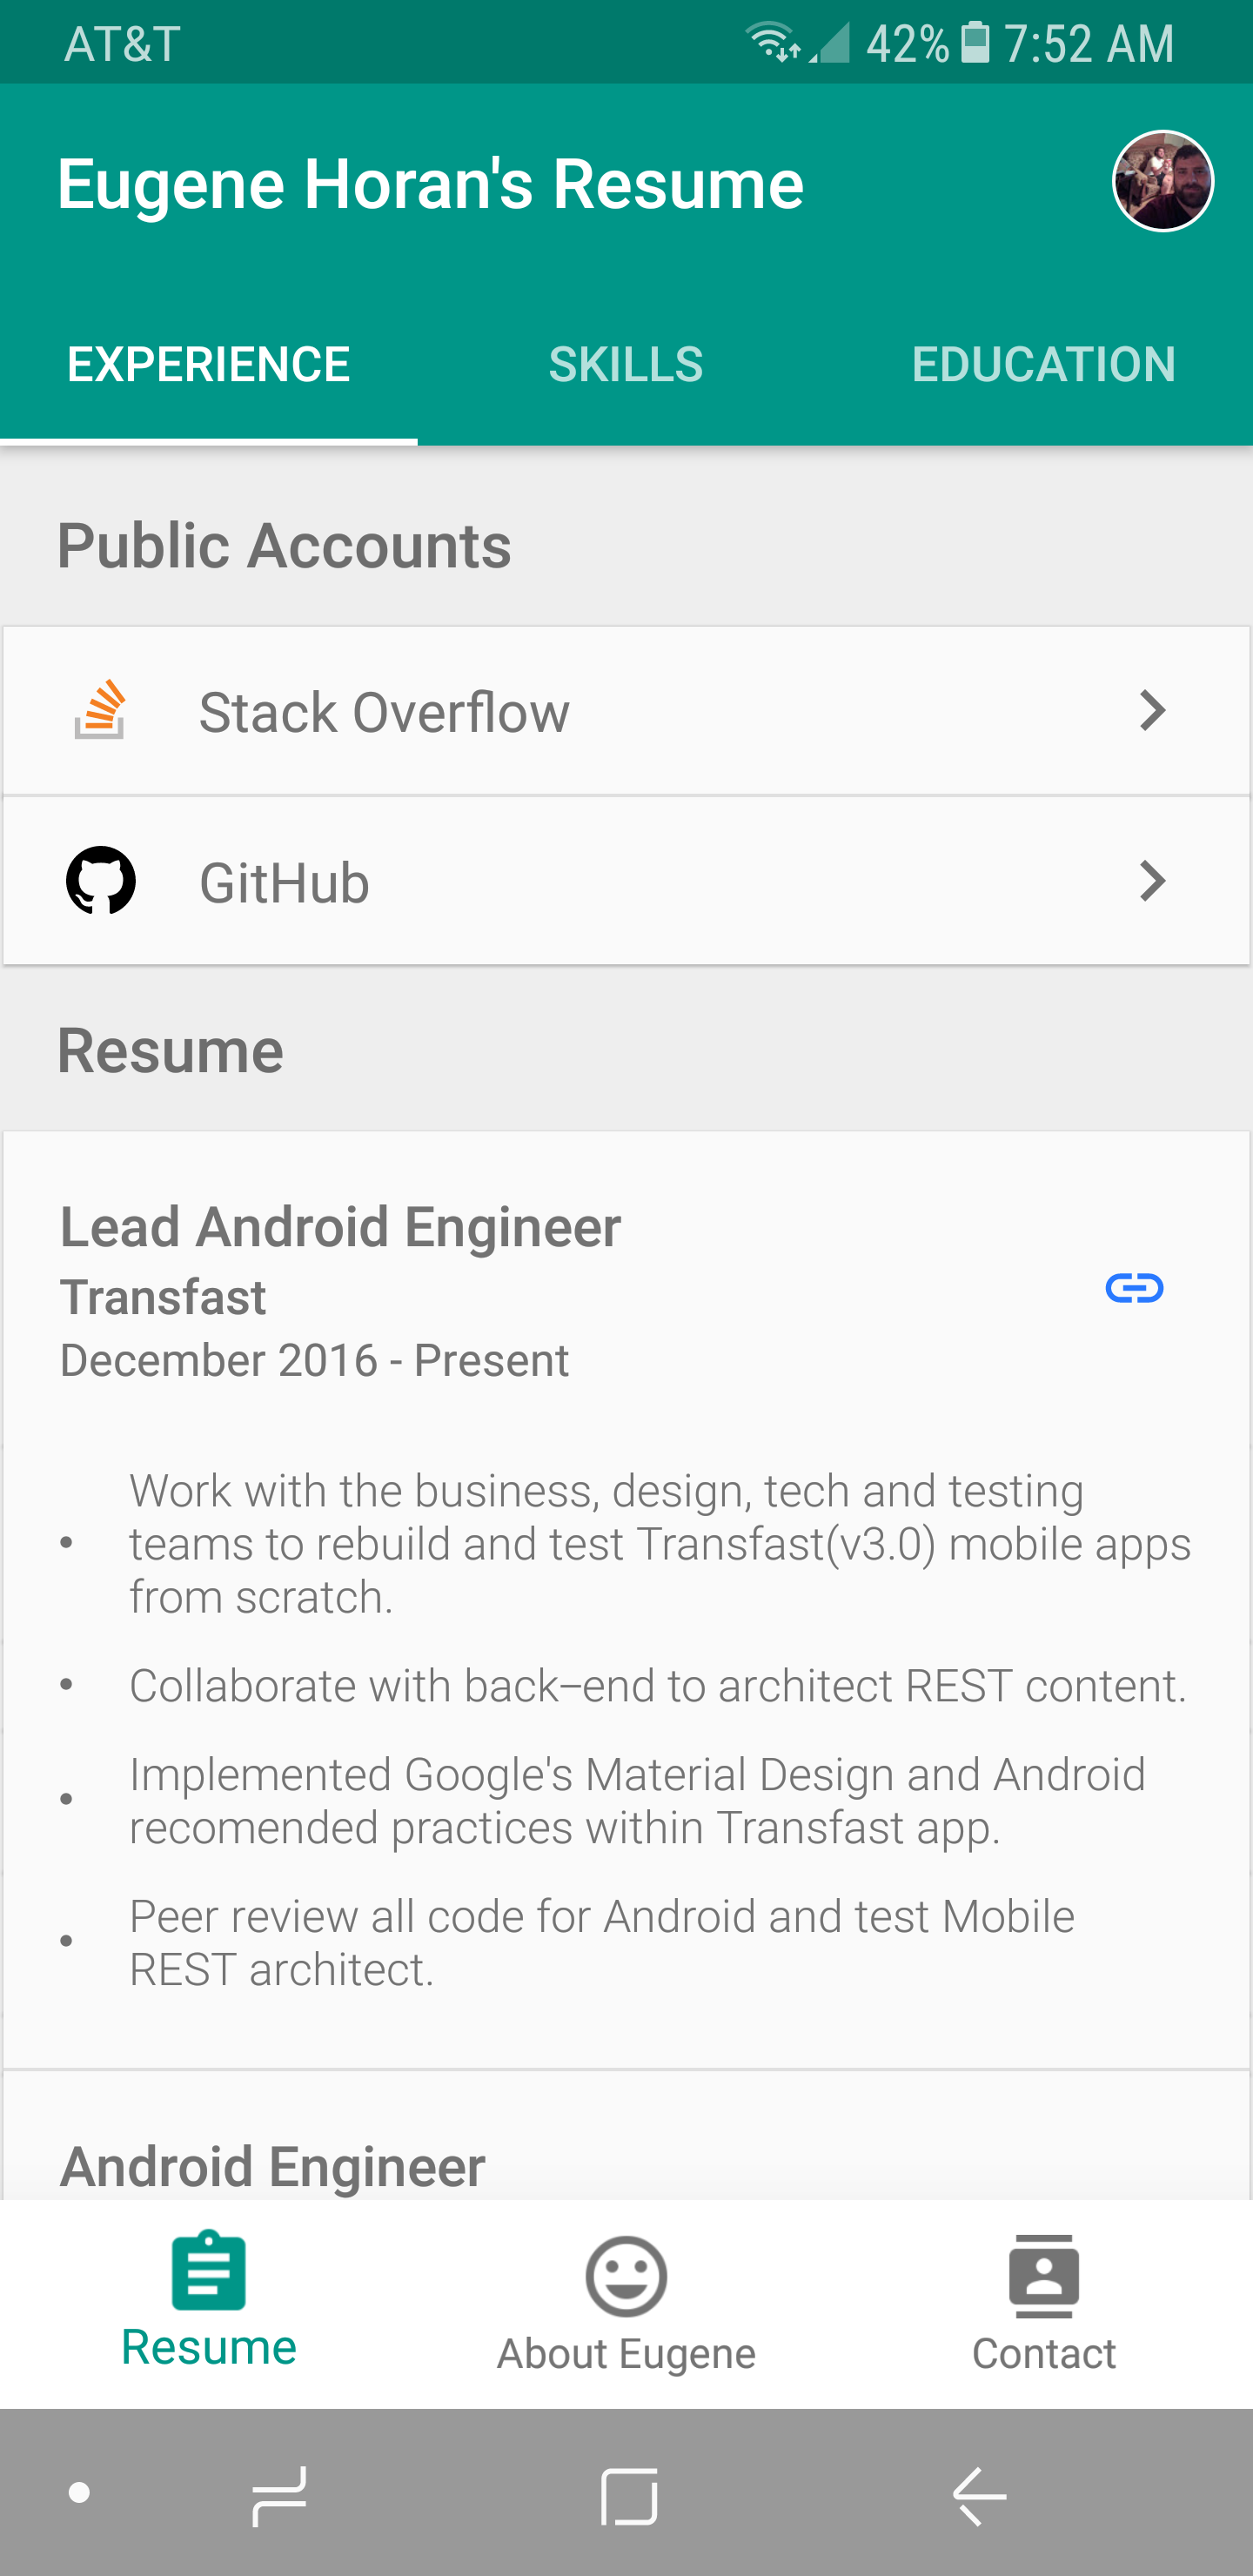 AT&T 42% 7:52 AM
Eugene Horan's Resume
EXPERIENCE SKILLS EDUCATION
Public Accounts
Stack Overflow
GitHub
Resume
Lead Android Engineer
Transfast
December 2016 - Present
• Work with the business, design, tech and testing
teams to rebuild and test Transfast(v3.0) mobile apps
from scratch.
• Collaborate with back–end to architect REST content.
• Implemented Google's Material Design and Android
recomended practices within Transfast app.
• Peer review all code for Android and test Mobile
REST architect.
Android Engineer
Resume About Eugene Contact